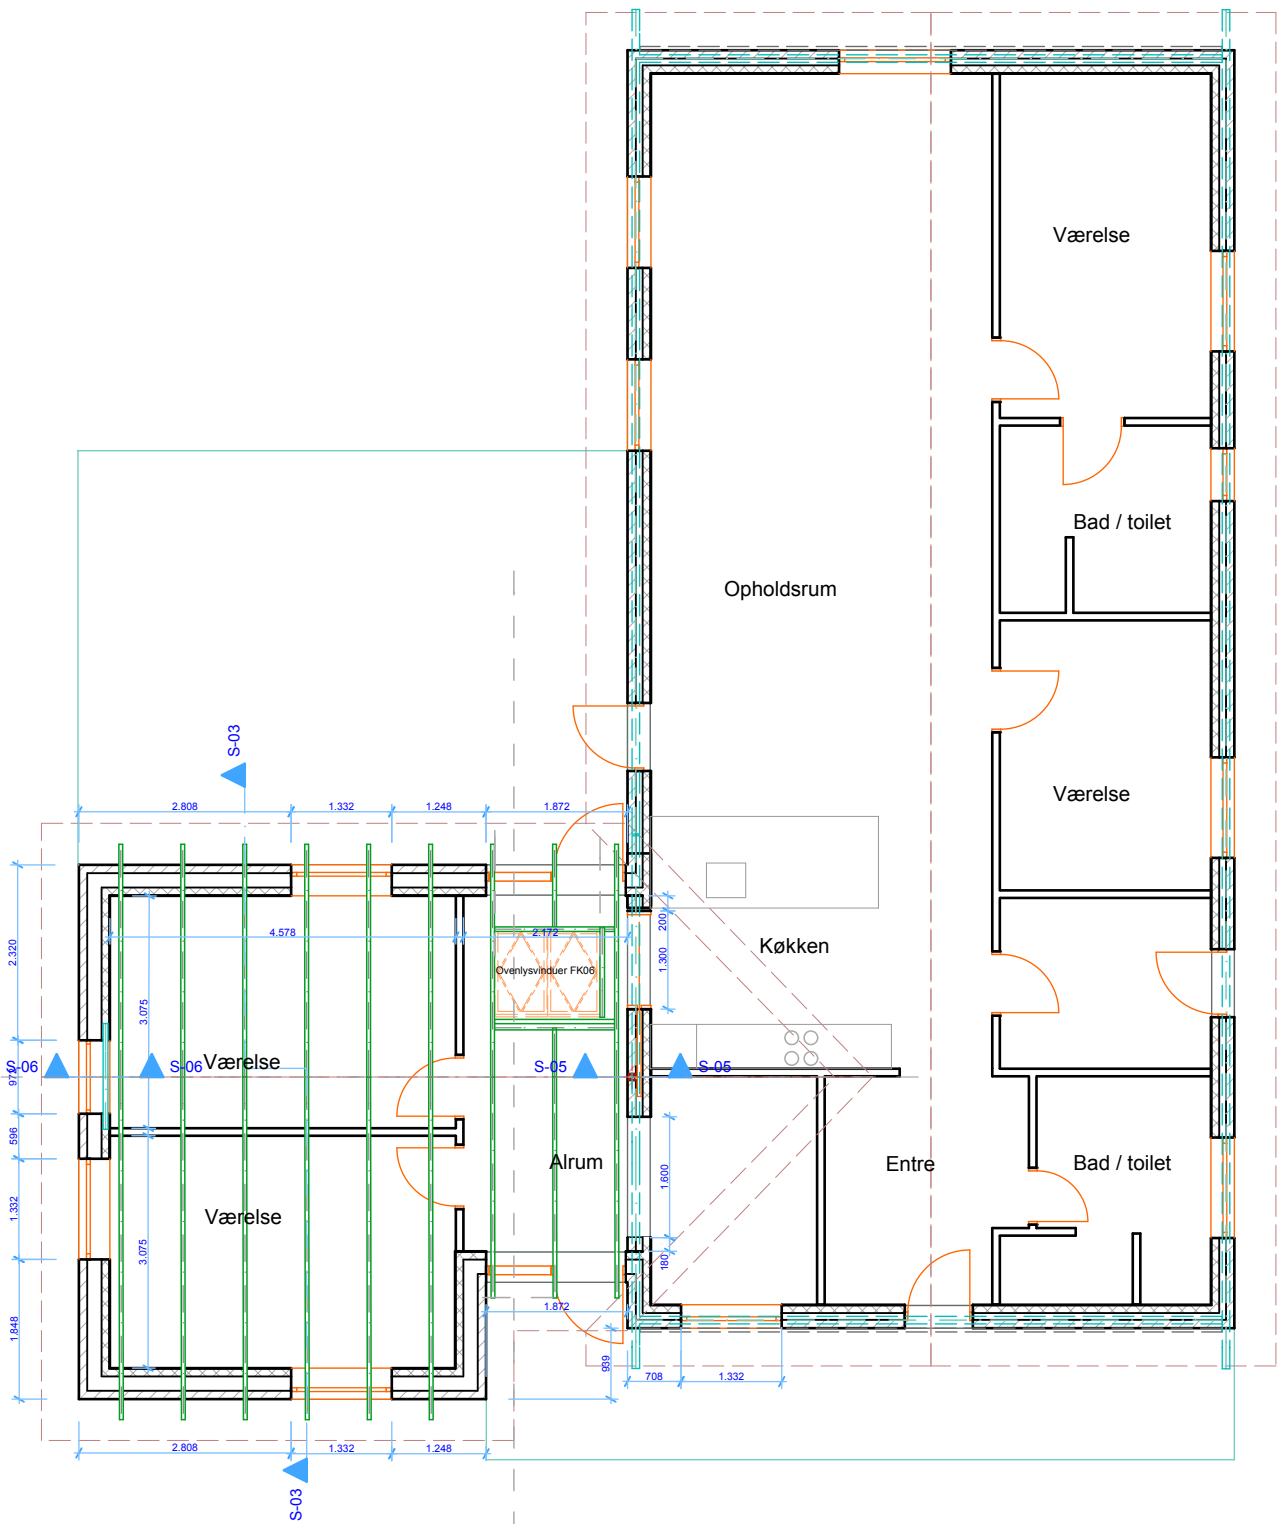 Værelse
Bad / toilet
Opholdsrum
S-03
Værelse
2.808
1.332
1.248
1.872
4.578
2.172
200
Køkken
1.300
2.320
3.075
Ovenlysvinduer FK06
S-06
972
Værelse
S-06
S-05
S-05
596
Alrum
Entre
Bad / toilet
1.600
1.332
Værelse
3.075
180
1.872
1.848
939
708
1.332
2.808
1.332
1.248
S-03